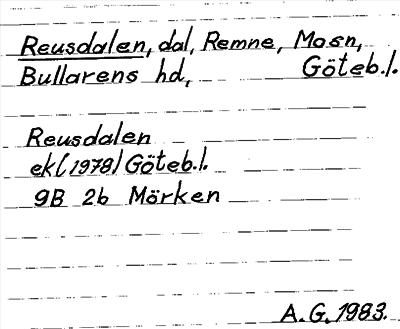 Reusdalen, dal, Remne, Mosn,
Bullarens hd, Göteb.l.
Reusdalen
ek(1978) Göteb.l.
9B 2b Mörken
A.G. 1983.